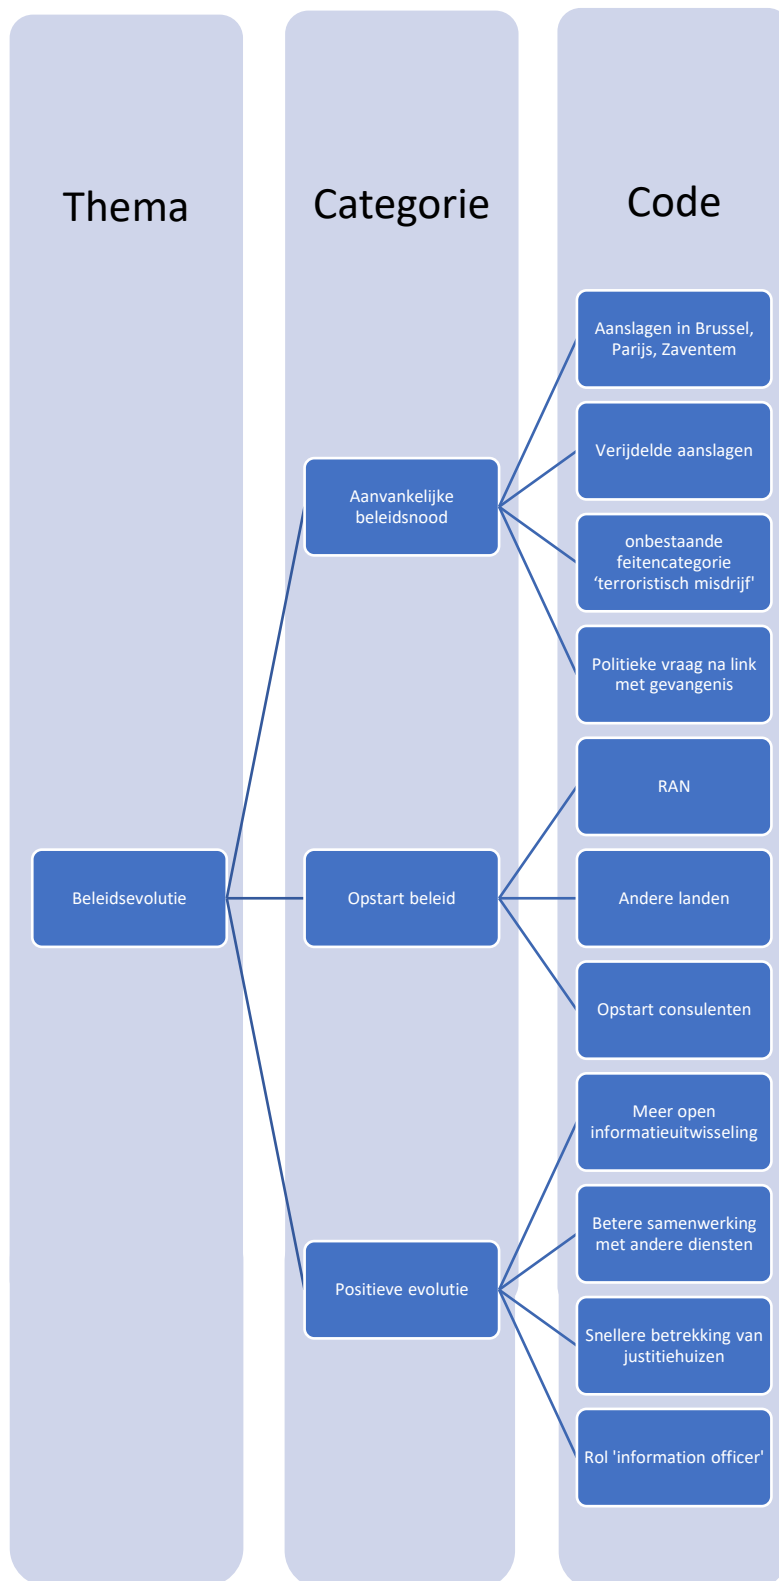 Thema
Categorie
Code
Aanslagen in Brussel,
Parijs, Zaventem
Verijdelde aanslagen
Aanvankelijke
beleidsnood
onbestaande
feitencategorie
‘terroristisch misdrijf'
Politieke vraag na link
met gevangenis
RAN
Beleidsevolutie
Opstart beleid
Andere landen
Opstart consulenten
Meer open
informatieuitwisseling
Betere samenwerking
met andere diensten
Positieve evolutie
Snellere betrekking van
justitiehuizen
Rol 'information officer'